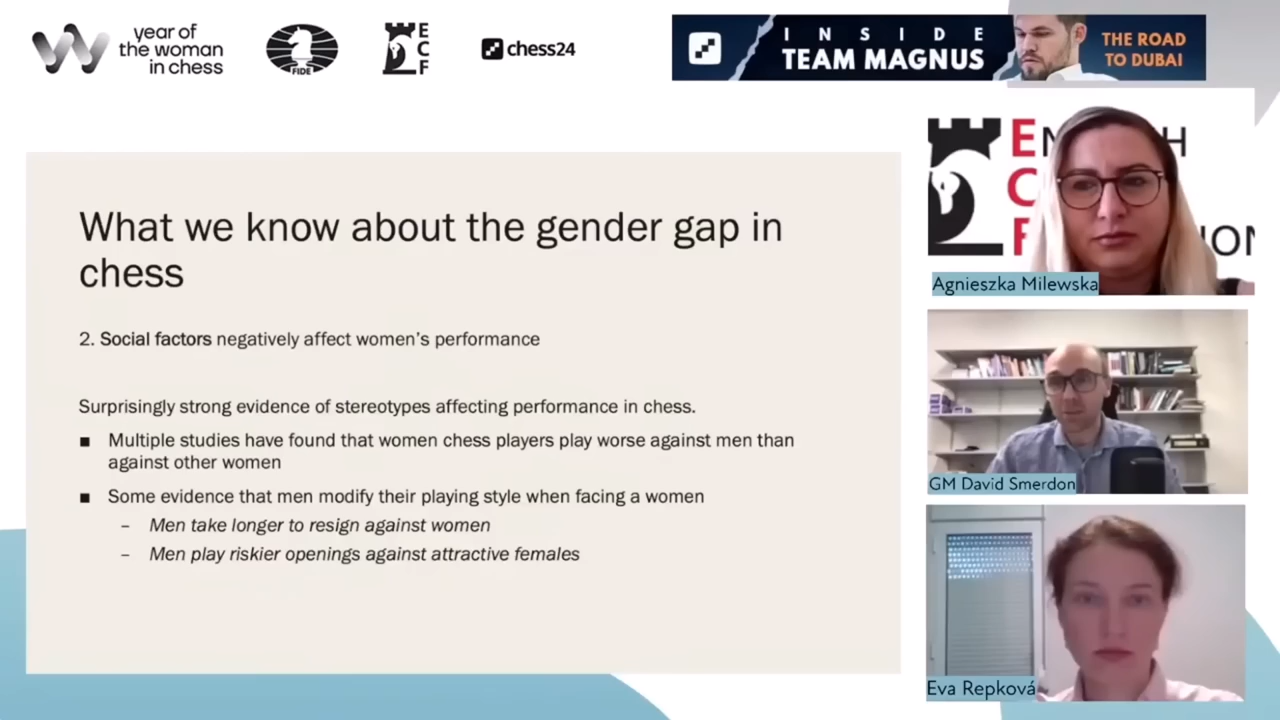 year of
the woman
in chess
FIDE
E
C
F
chess24
INSIDE
TEAM MAGNUS
THE ROAD
TO DUBAI
What we know about the gender gap in
chess
2. Social factors negatively affect women's performance
Surprisingly strong evidence of stereotypes affecting performance in chess.
■ Multiple studies have found that women chess players play worse against men than
against other women
■ Some evidence that men modify their playing style when facing a women
– Men take longer to resign against women
– Men play riskier openings against attractive females
Agnieszka Milewska
GM David Smerdon
Eva Repková